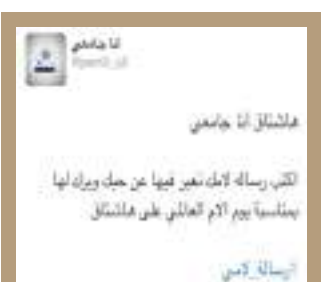 انا جامعي
هاشتاق أنا جامعي
اكتب رسالة لامك تعبر فيها عن حبك وبرك لها
بمناسبة يوم الام العالمي على هاشتاق
#رسالة_لامي